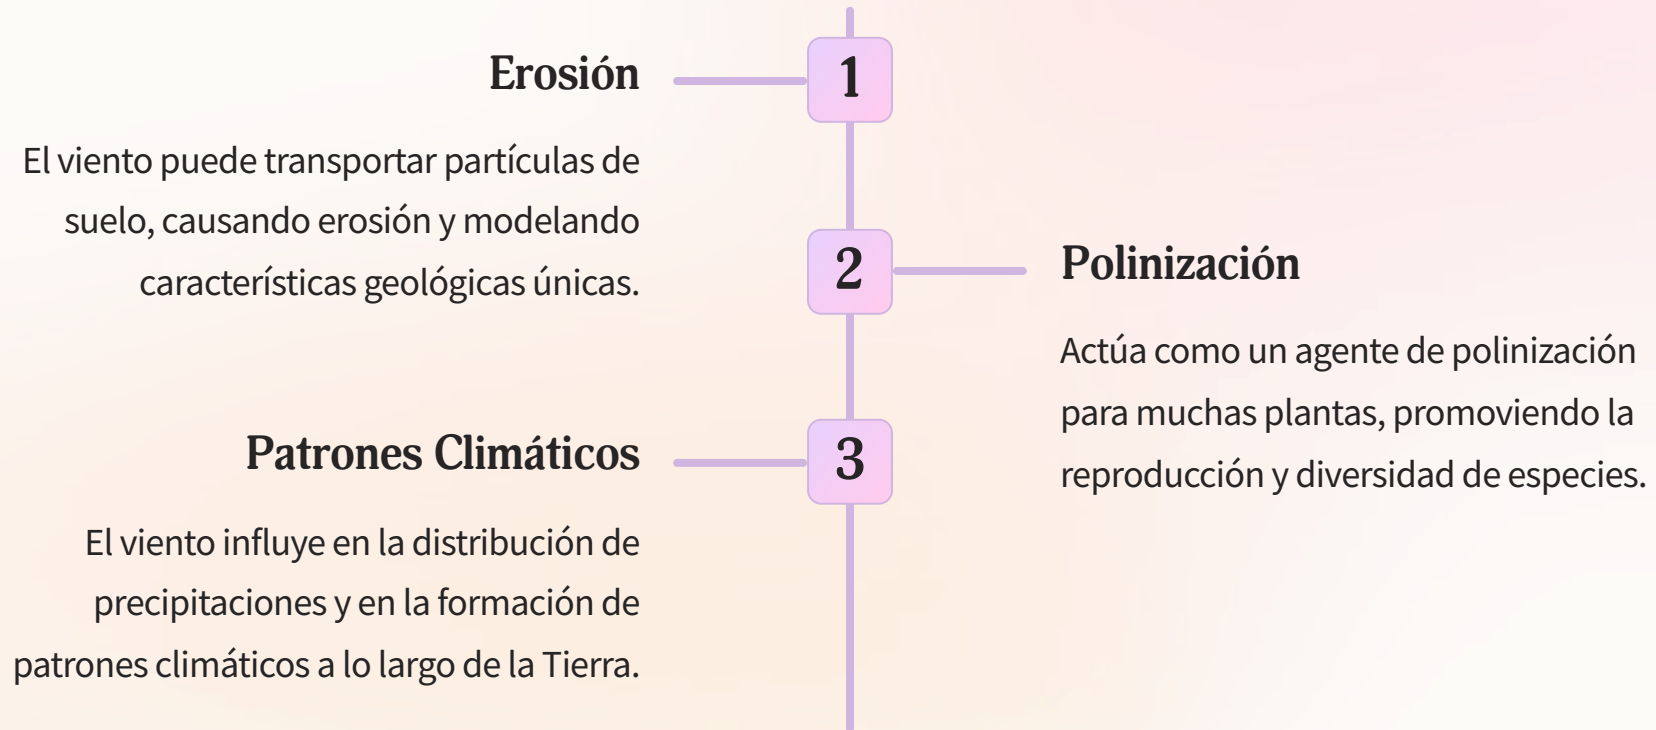 1
Erosión
El viento puede transportar partículas de
suelo, causando erosión y modelando
características geológicas únicas.
2
Polinización
Actúa como un agente de polinización
para muchas plantas, promoviendo la
reproducción y diversidad de especies.
3
Patrones Climáticos
El viento influye en la distribución de
precipitaciones y en la formación de
patrones climáticos a lo largo de la Tierra.